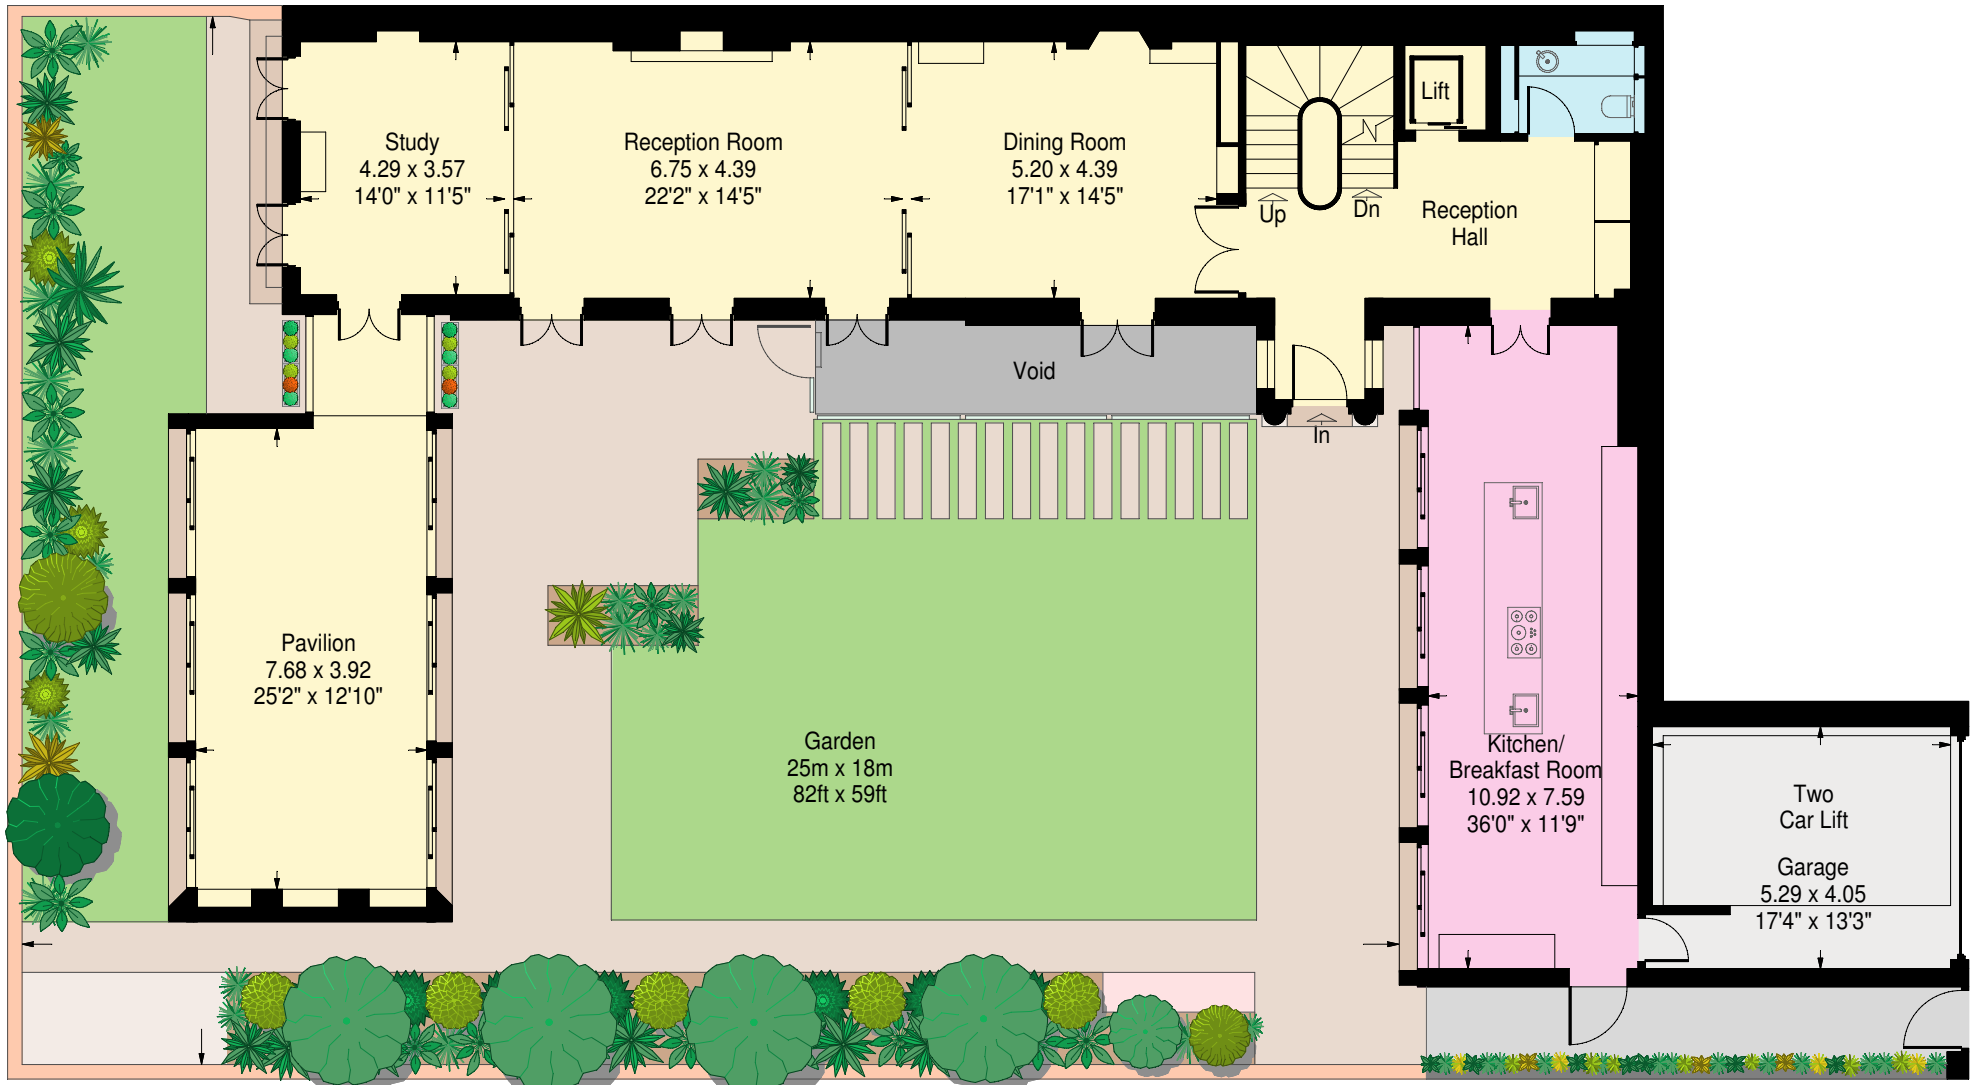 Study
4.29 x 3.57
14'0" x 11'5"
Reception Room
6.75 x 4.39
22'2" x 14'5"
Dining Room
5.20 x 4.39
17'1" x 14'5"
Up
Dn
Lift
Reception
Hall
Void
In
Pavilion
7.68 x 3.92
25'2" x 12'10"
Garden
25m x 18m
82ft x 59ft
Kitchen/
Breakfast Room
10.92 x 7.59
36'0" x 11'9"
Two
Car Lift
Garage
5.29 x 4.05
17'4" x 13'3"